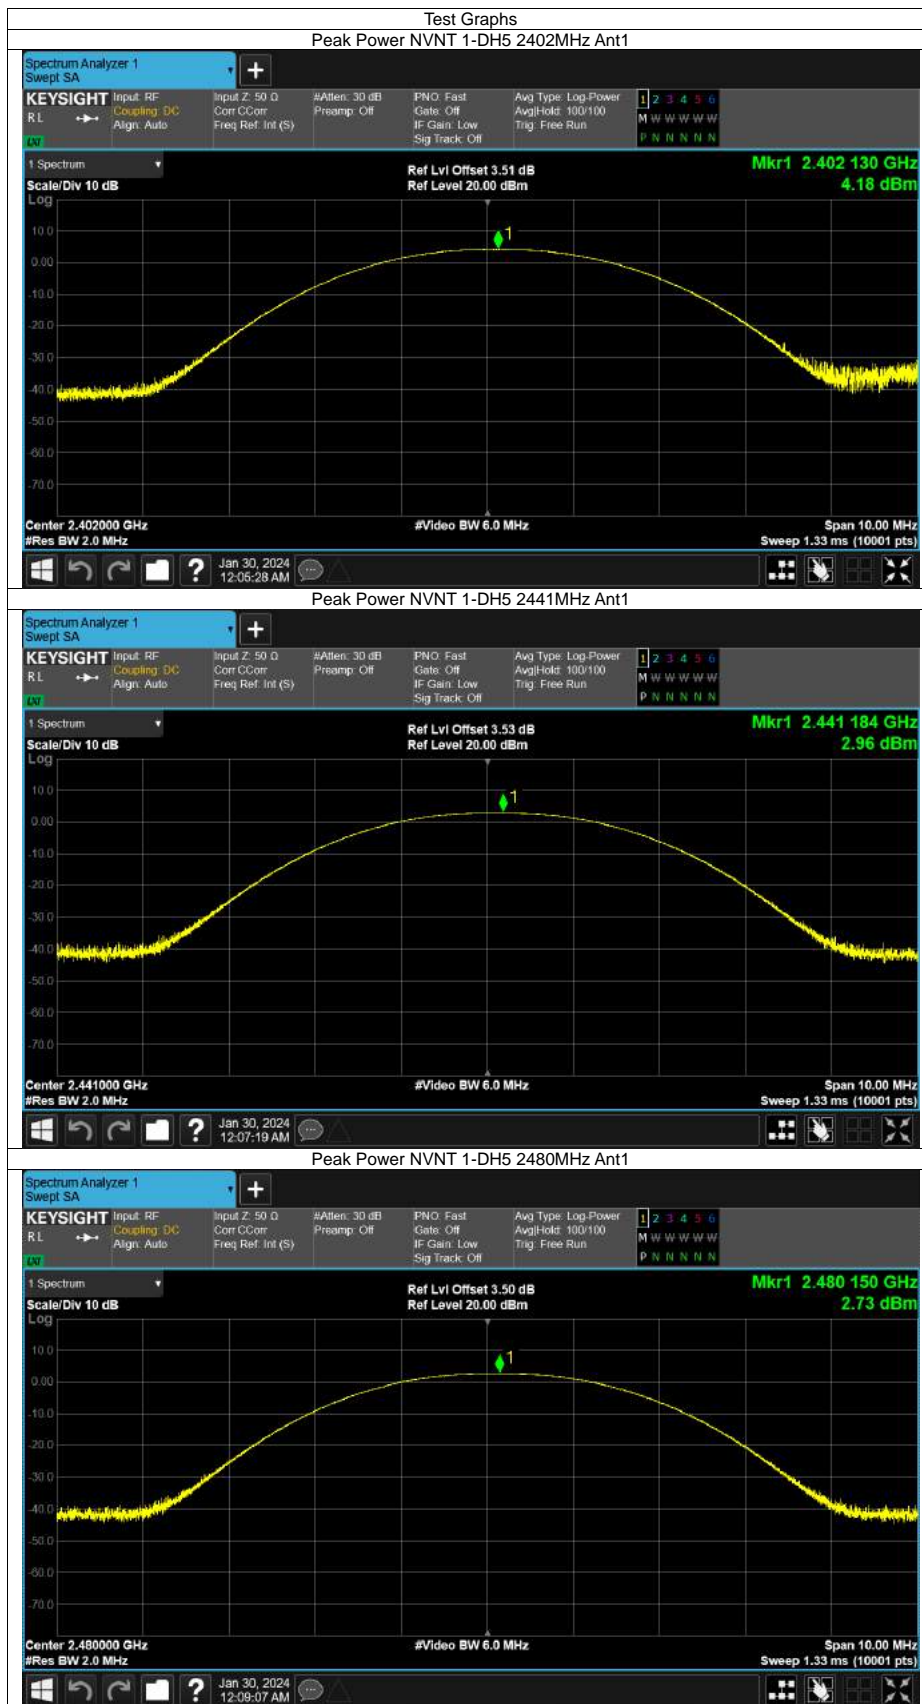 Test Graphs
Peak Power NVNT 1-DH5 2402MHz Ant1
Spectrum Analyzer 1
Swept SA
+
KEYSIGHT Input: RF Input Z: 50 Ω #Atten: 30 dB PNO: Fast Avg Type: Log-Power 1 2 3 4 5 6
RL Coupling: DC Corr CCorr Preamp: Off Gate: Off Avg|Hold: 100/100 M W W W W W
Align: Auto Freq Ref: Int (S) IF Gain: Low Trig: Free Run
LXI Sig Track: Off P N N N N N
1 Spectrum Ref Lvl Offset 3.51 dB Mkr1 2.402 130 GHz
Scale/Div 10 dB Ref Level 20.00 dBm 4.18 dBm
Log
10.0
1
0.00
-10.0
-20.0
-30.0
-40.0
-50.0
-60.0
-70.0
Center 2.402000 GHz #Video BW 6.0 MHz Span 10.00 MHz
#Res BW 2.0 MHz Sweep 1.33 ms (10001 pts)
? Jan 30, 2024
12:05:28 AM
Peak Power NVNT 1-DH5 2441MHz Ant1
Spectrum Analyzer 1
Swept SA
+
KEYSIGHT Input: RF Input Z: 50 Ω #Atten: 30 dB PNO: Fast Avg Type: Log-Power 1 2 3 4 5 6
RL Coupling: DC Corr CCorr Preamp: Off Gate: Off Avg|Hold: 100/100 M W W W W W
Align: Auto Freq Ref: Int (S) IF Gain: Low Trig: Free Run
LXI Sig Track: Off P N N N N N
1 Spectrum Ref Lvl Offset 3.53 dB Mkr1 2.441 184 GHz
Scale/Div 10 dB Ref Level 20.00 dBm 2.96 dBm
Log
10.0
1
0.00
-10.0
-20.0
-30.0
-40.0
-50.0
-60.0
-70.0
Center 2.441000 GHz #Video BW 6.0 MHz Span 10.00 MHz
#Res BW 2.0 MHz Sweep 1.33 ms (10001 pts)
? Jan 30, 2024
12:07:19 AM
Peak Power NVNT 1-DH5 2480MHz Ant1
Spectrum Analyzer 1
Swept SA
+
KEYSIGHT Input: RF Input Z: 50 Ω #Atten: 30 dB PNO: Fast Avg Type: Log-Power 1 2 3 4 5 6
RL Coupling: DC Corr CCorr Preamp: Off Gate: Off Avg|Hold: 100/100 M W W W W W
Align: Auto Freq Ref: Int (S) IF Gain: Low Trig: Free Run
LXI Sig Track: Off P N N N N N
1 Spectrum Ref Lvl Offset 3.50 dB Mkr1 2.480 150 GHz
Scale/Div 10 dB Ref Level 20.00 dBm 2.73 dBm
Log
10.0
1
0.00
-10.0
-20.0
-30.0
-40.0
-50.0
-60.0
-70.0
Center 2.480000 GHz #Video BW 6.0 MHz Span 10.00 MHz
#Res BW 2.0 MHz Sweep 1.33 ms (10001 pts)
? Jan 30, 2024
12:09:07 AM